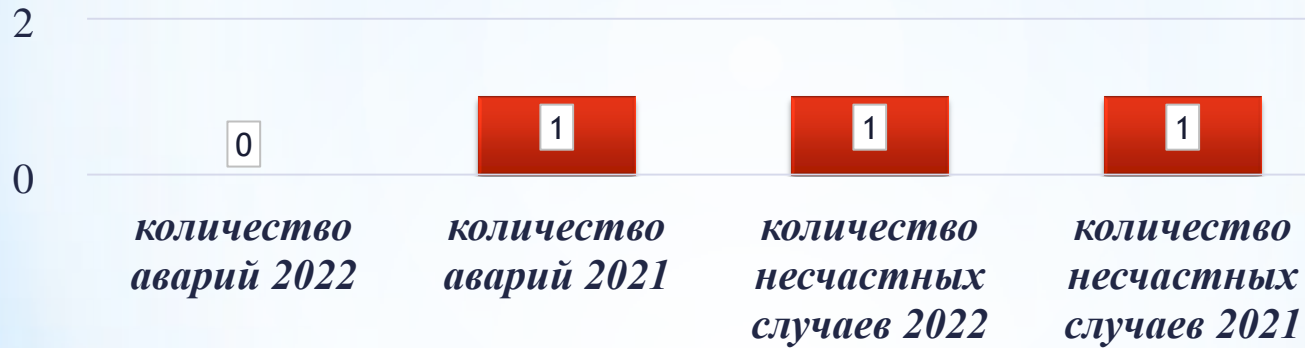 2
0
0
1
1
1
количество
аварий 2022
количество
аварий 2021
количество
несчастных
случаев 2022
количество
несчастных
случаев 2021